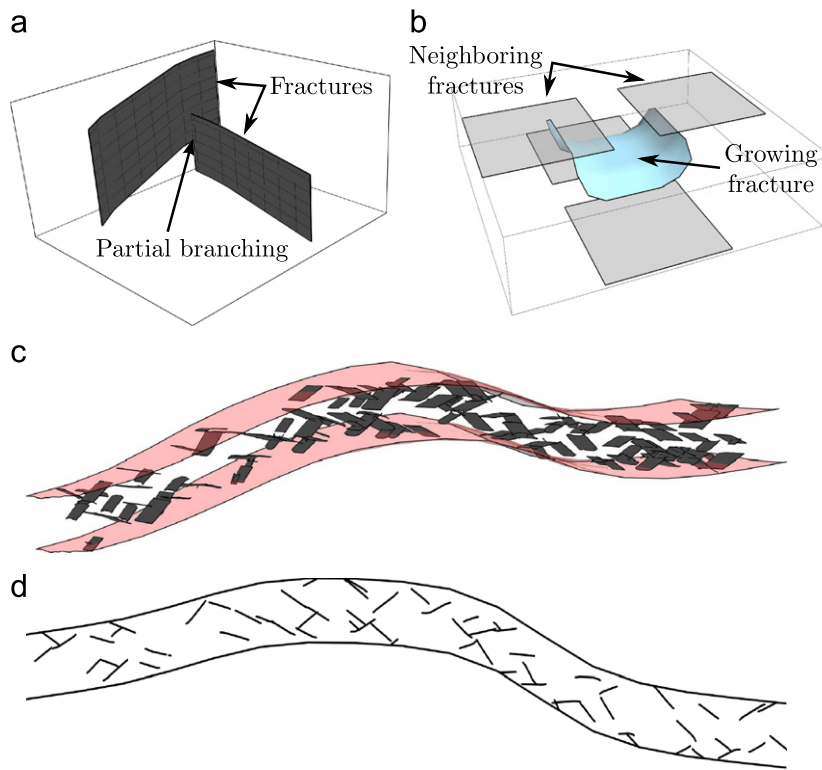 a
Fractures
Partial branching
b
Neighboring
fractures
Growing
fracture
c
d